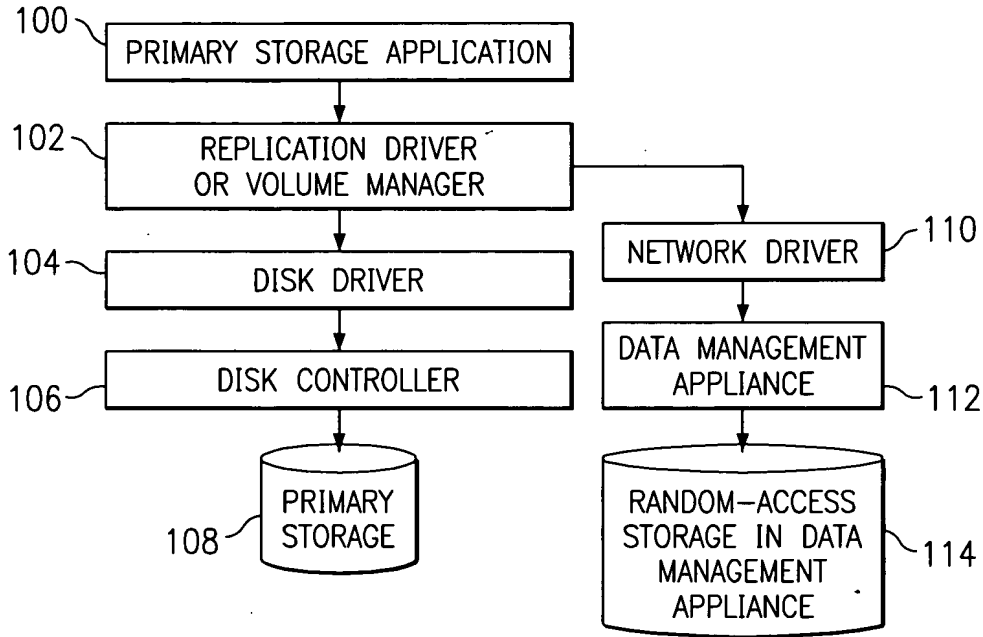 100
PRIMARY STORAGE APPLICATION
102
REPLICATION DRIVER
OR VOLUME MANAGER
104
DISK DRIVER
NETWORK DRIVER
110
106
DISK CONTROLLER
DATA MANAGEMENT
APPLIANCE
112
108
PRIMARY
STORAGE
RANDOM-ACCESS
STORAGE IN DATA
MANAGEMENT
APPLIANCE
114